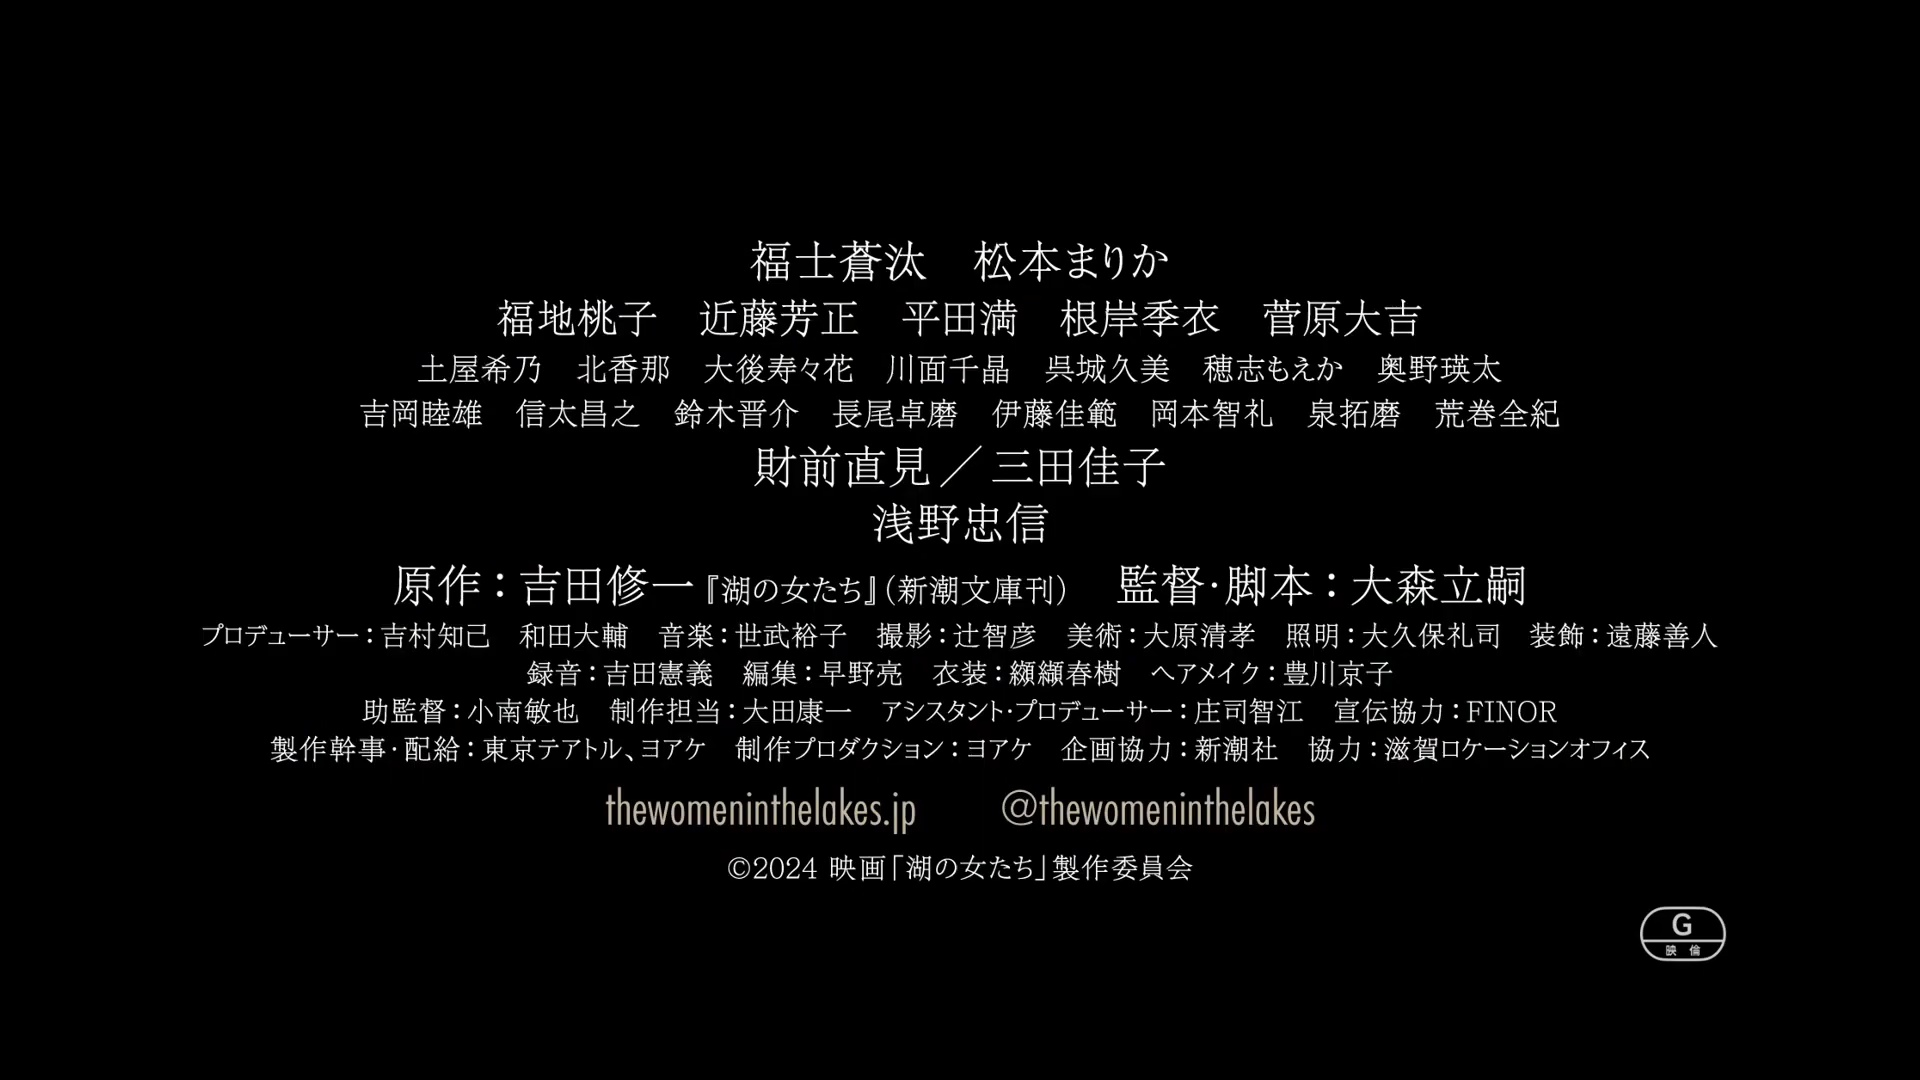 福士蒼汰　松本まりか
福地桃子　近藤芳正　平田満　根岸季衣　菅原大吉
土屋希乃　北香那　大後寿々花　川面千晶　呉城久美　穂志もえか　奥野瑛太
吉岡睦雄　信太昌之　鈴木晋介　長尾卓磨　伊藤佳範　岡本智礼　泉拓磨　荒巻全紀
財前直見／三田佳子
浅野忠信
原作：吉田修一『湖の女たち』（新潮文庫刊）　監督・脚本：大森立嗣
プロデューサー：吉村知己　和田大輔　音楽：世武裕子　撮影：辻智彦　美術：大原清孝　照明：大久保礼司　装飾：遠藤善人
録音：吉田憲義　編集：早野亮　衣装：纐纈春樹　ヘアメイク：豊川京子
助監督：小南敏也　制作担当：大田康一　アシスタント・プロデューサー：庄司智江　宣伝協力：FINOR
製作幹事・配給：東京テアトル、ヨアケ　制作プロダクション：ヨアケ　企画協力：新潮社　協力：滋賀ロケーションオフィス
thewomeninthelakes.jp　@thewomeninthelakes
©2024 映画「湖の女たち」製作委員会
G
映倫